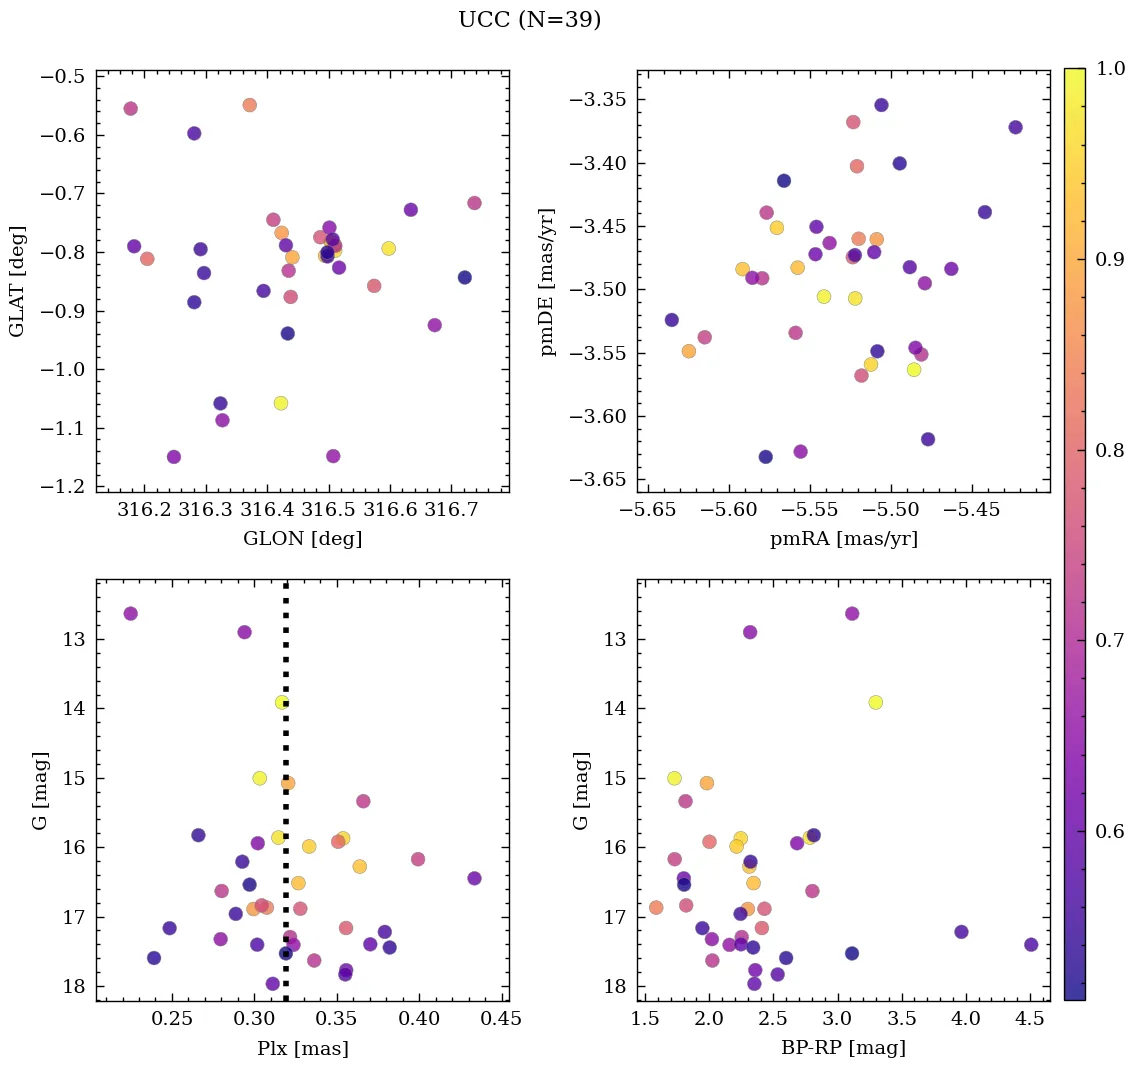 UCC (N=39)
−0.5
−0.6
−0.7
−0.8
−0.9
−1.0
−1.1
−1.2
GLAT [deg]
316.2 316.3 316.4 316.5 316.6 316.7
GLON [deg]
−3.35
−3.40
−3.45
−3.50
−3.55
−3.60
−3.65
pmDE [mas/yr]
−5.65 −5.60 −5.55 −5.50 −5.45
pmRA [mas/yr]
13
14
15
16
17
18
G [mag]
0.25 0.30 0.35 0.40 0.45
Plx [mas]
13
14
15
16
17
18
G [mag]
1.5 2.0 2.5 3.0 3.5 4.0 4.5
BP-RP [mag]
1.0
0.9
0.8
0.7
0.6